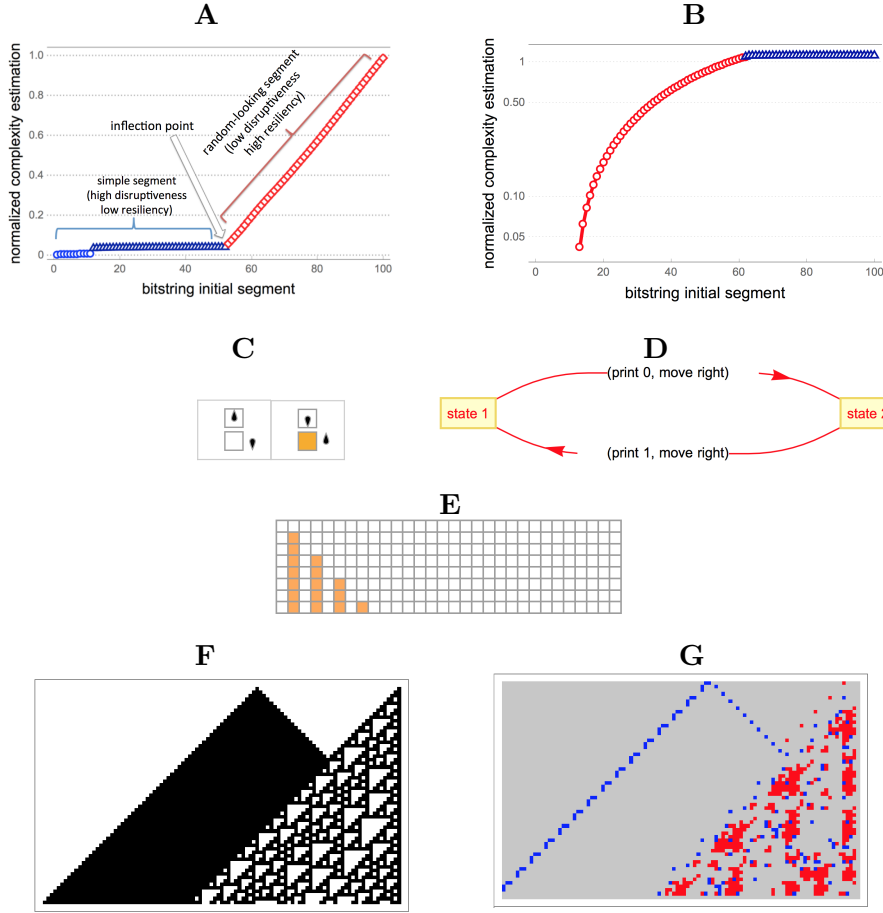 A
B
normalized complexity estimation
1.0
0.8
0.6
0.4
0.2
0
random-looking segment
(low disruptiveness
high resiliency)
inflection point
simple segment
(high disruptiveness
low resiliency)
0
20
40
60
80
100
bitstring initial segment
normalized complexity estimation
1
0.50
0.10
0.05
0
20
40
60
80
100
bitstring initial segment
C
D
(print 0, move right)
state 1
state 2
(print 1, move right)
E
F
G